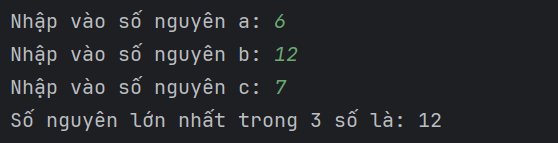 Nhập vào số nguyên a: 6
Nhập vào số nguyên b: 12
Nhập vào số nguyên c: 7
Số nguyên lớn nhất trong 3 số là: 12